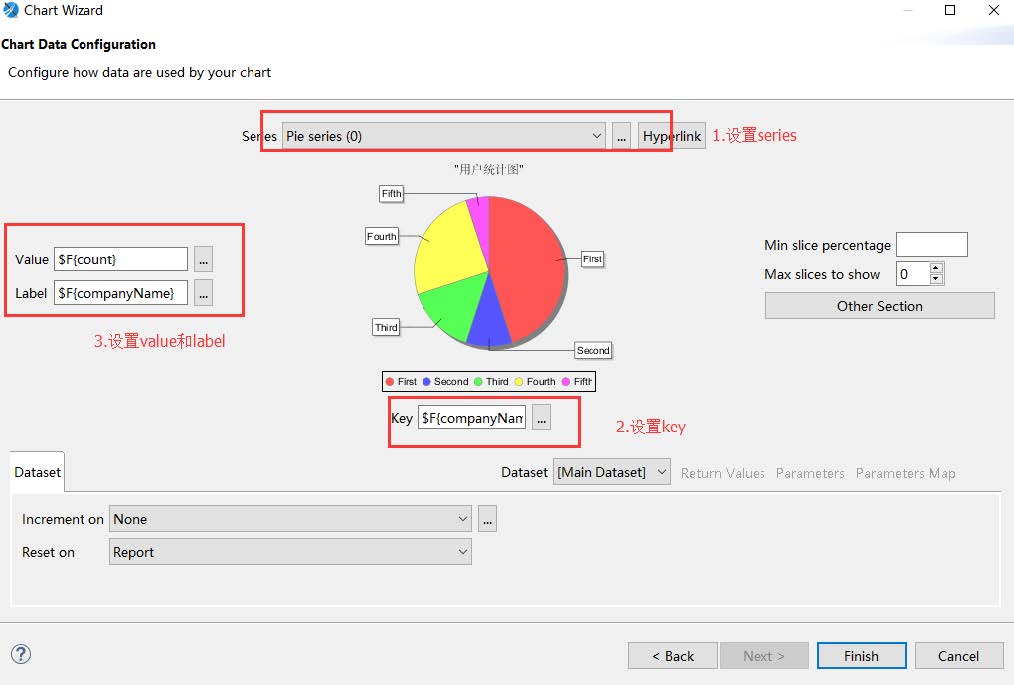 Chart Wizard
Chart Data Configuration
Configure how data are used by your chart
Series Pie series (0) ... Hyperlink 1.设置series
"用户统计图"
Fifth
Fourth
First
Third
Second
First Second Third Fourth Fifth
Value $F{count} ...
Label $F{companyName} ...
3.设置value和label
Min slice percentage
Max slices to show 0
Other Section
Key $F{companyNam ...
2.设置key
Dataset
Dataset [Main Dataset] Return Values Parameters Parameters Map
Increment on None ...
Reset on Report
?
< Back Next > Finish Cancel